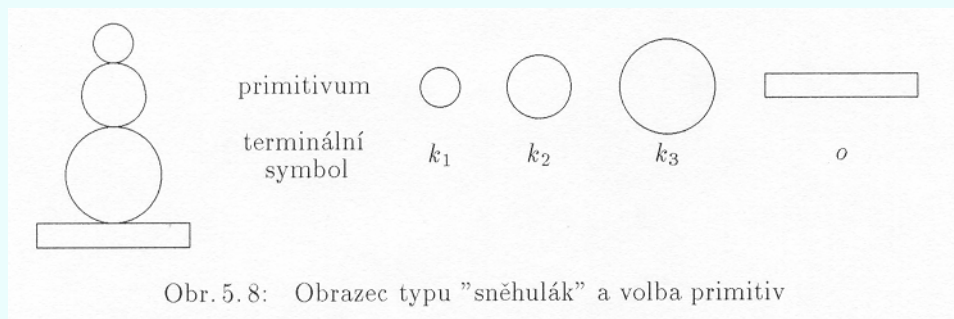 primitivum
terminální
symbol
k₁ k₂ k₃ o
Obr. 5. 8: Obrazec typu "sněhulák" a volba primitiv